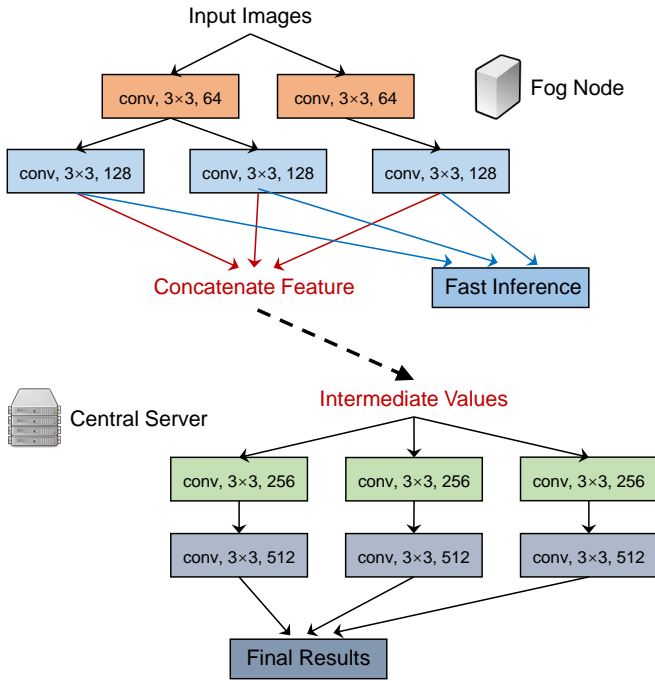 Input Images
conv, 3×3, 64
conv, 3×3, 64
Fog Node
conv, 3×3, 128
conv, 3×3, 128
conv, 3×3, 128
Concatenate Feature
Fast Inference
Intermediate Values
Central Server
conv, 3×3, 256
conv, 3×3, 256
conv, 3×3, 256
conv, 3×3, 512
conv, 3×3, 512
conv, 3×3, 512
Final Results